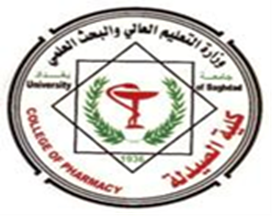 وزارة التعليم العالي والبحث العلمي
جامعة بغداد
University of Baghdad
1936
كلية الصيدلة
COLLEGE OF PHARMACY